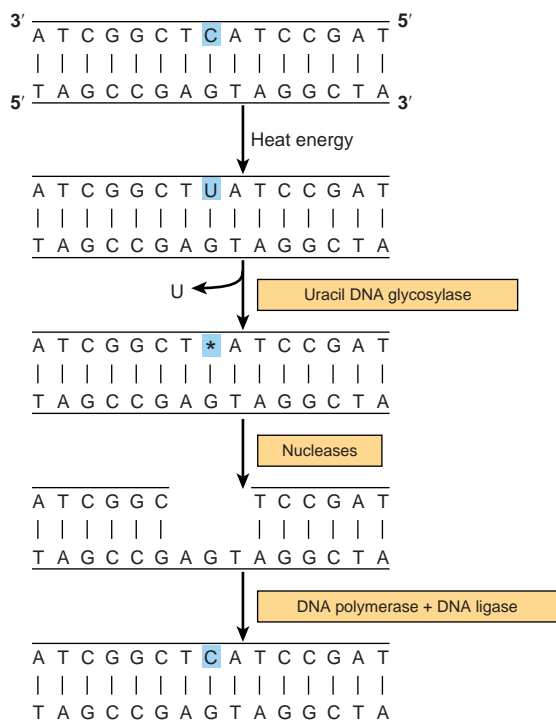 3′ 5′
A T C G G C T C A T C C G A T
T A G C C G A G T A G G C T A
5′ 3′
Heat energy
A T C G G C T U A T C C G A T
T A G C C G A G T A G G C T A
U
Uracil DNA glycosylase
A T C G G C T * A T C C G A T
T A G C C G A G T A G G C T A
Nucleases
A T C G G C T C C G A T
T A G C C G A G T A G G C T A
DNA polymerase + DNA ligase
A T C G G C T C A T C C G A T
T A G C C G A G T A G G C T A